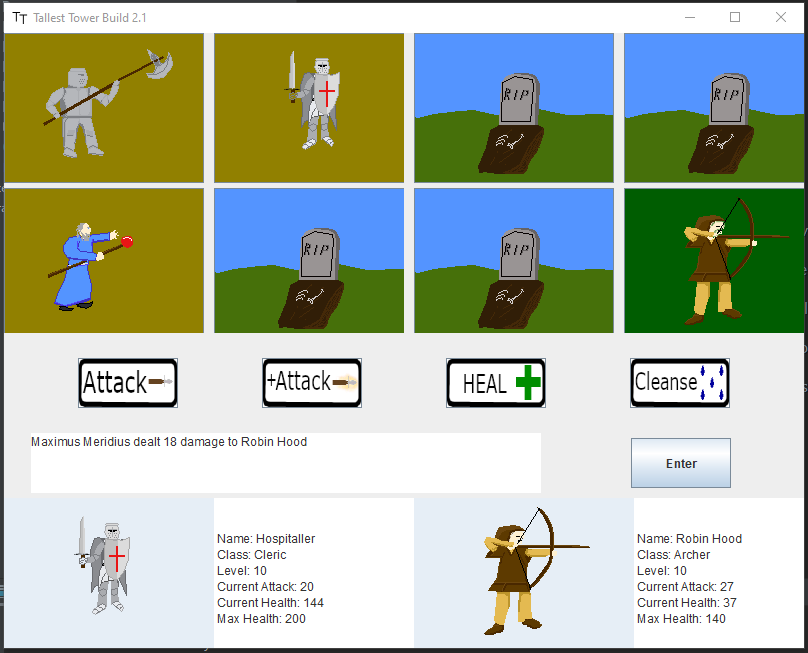 TT Tallest Tower Build 2.1
RIP
RIP
RIP
RIP
Attack
+Attack
HEAL
Cleanse
Maximus Meridius dealt 18 damage to Robin Hood
Enter
Name: Hospitaller
Class: Cleric
Level: 10
Current Attack: 20
Current Health: 144
Max Health: 200
Name: Robin Hood
Class: Archer
Level: 10
Current Attack: 27
Current Health: 37
Max Health: 140